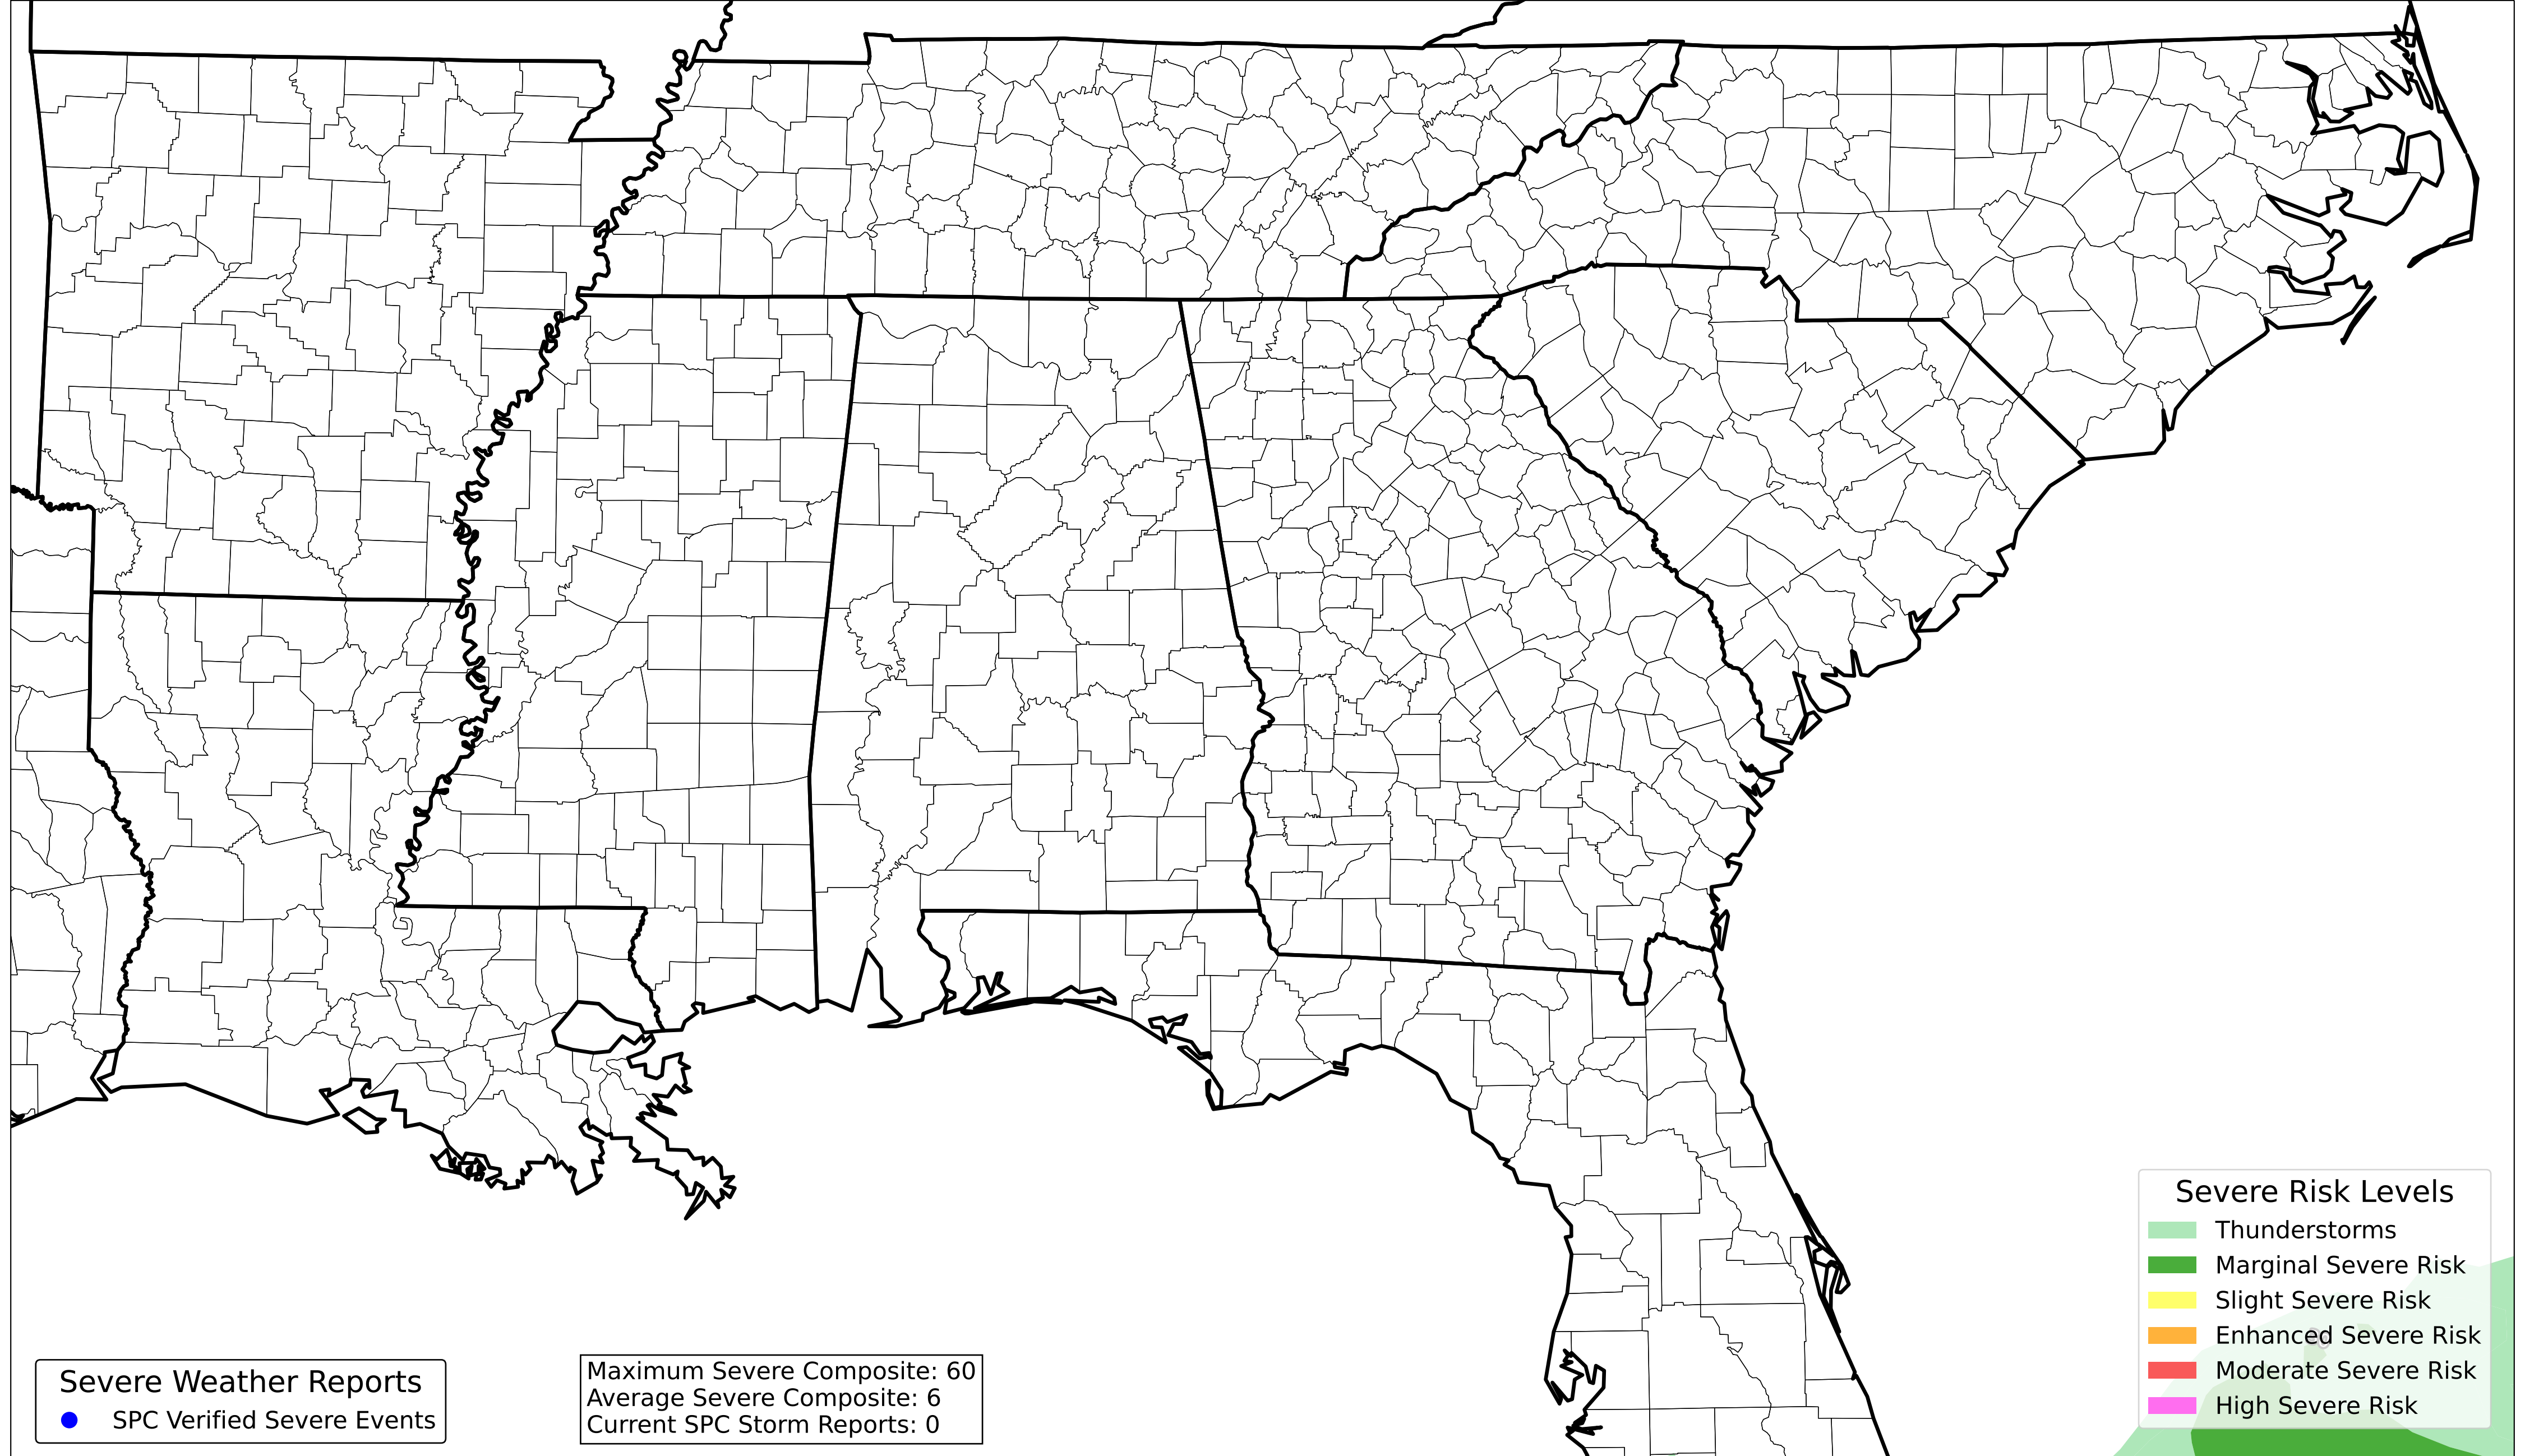 Severe Risk Levels
Thunderstorms
Marginal Severe Risk
Slight Severe Risk
Enhanced Severe Risk
Moderate Severe Risk
High Severe Risk
Severe Weather Reports
SPC Verified Severe Events
Maximum Severe Composite: 60
Average Severe Composite: 6
Current SPC Storm Reports: 0